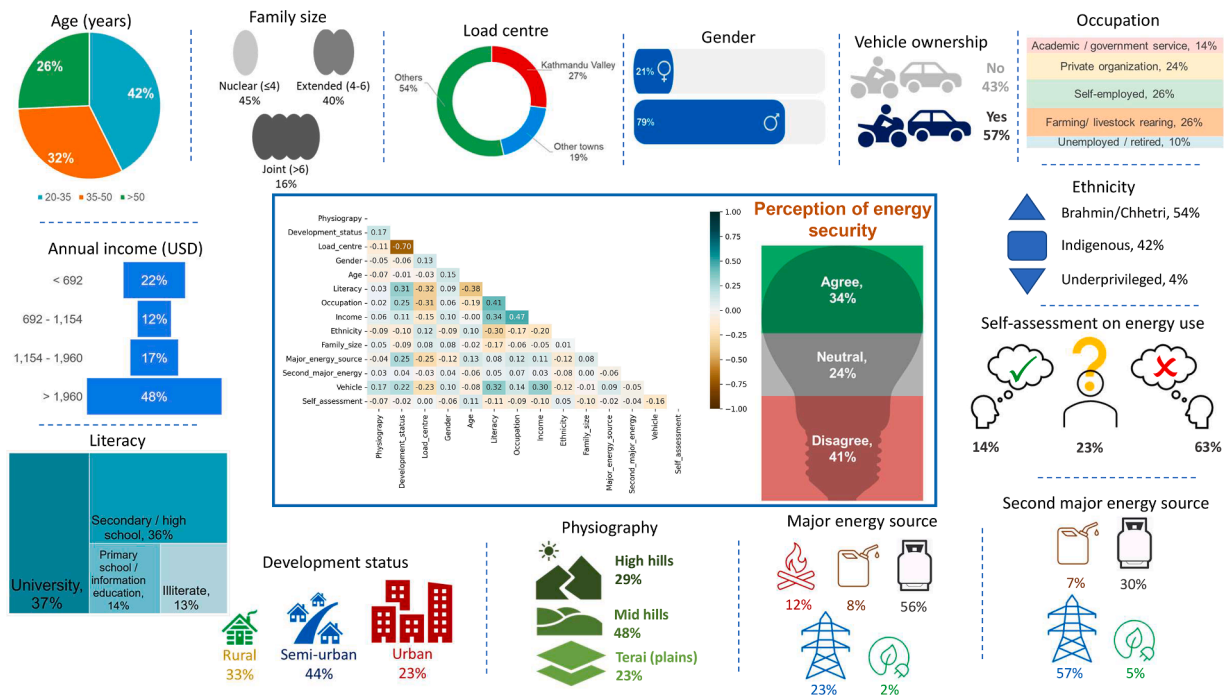 Age (years)
26%
42%
32%
20-35 35-50 >50
Family size
Nuclear (≤4)
45%
Extended (4-6)
40%
Joint (>6)
16%
Load centre
Others
54%
Kathmandu Valley
27%
Other towns
19%
Gender
21%
79%
Vehicle ownership
No
43%
Yes
57%
Occupation
Academic / government service, 14%
Private organization, 24%
Self-employed, 26%
Farming/ livestock rearing, 26%
Unemployed / retired, 10%
Annual income (USD)
< 692 22%
692 - 1,154 12%
1,154 - 1,960 17%
> 1,960 48%
Physiograpy
Development_status 0.17
Load_centre -0.11 -0.70
Gender -0.05 -0.06 0.13
Age -0.07 -0.01 -0.03 0.15
Literacy 0.03 0.31 -0.32 0.09 -0.38
Occupation 0.02 0.25 -0.31 0.06 -0.19 0.41
Income 0.06 0.11 -0.15 0.10 -0.00 0.34 0.47
Ethnicity -0.09 -0.10 0.12 -0.09 0.10 -0.30 -0.17 -0.20
Family_size 0.05 -0.09 0.08 0.08 -0.02 -0.17 -0.06 -0.05 0.01
Major_energy_source -0.04 0.25 -0.25 -0.12 0.13 0.08 0.12 0.11 -0.12 0.08
Second_major_energy 0.03 0.04 -0.03 0.04 -0.06 0.05 0.07 0.03 -0.08 0.00 -0.06
Vehicle 0.17 0.22 -0.23 0.10 -0.08 0.32 0.14 0.30 -0.12 -0.01 0.09 -0.05
Self_assessment -0.07 -0.02 0.00 -0.06 0.11 -0.11 -0.09 -0.10 0.05 -0.10 -0.02 -0.04 -0.16
Physiograpy
Development_status
Load_centre
Gender
Age
Literacy
Occupation
Income
Ethnicity
Family_size
Major_energy_source
Second_major_energy
Vehicle
Self_assessment
1.00
0.75
0.50
0.25
0.00
−0.25
−0.50
−0.75
−1.00
Perception of energy
security
Agree,
34%
Neutral,
24%
Disagree,
41%
Ethnicity
Brahmin/Chhetri, 54%
Indigenous, 42%
Underprivileged, 4%
Self-assessment on energy use
14% 23% 63%
Literacy
University,
37%
Secondary / high
school, 36%
Primary
school /
information
education,
14%
Illiterate,
13%
Development status
Rural
33%
Semi-urban
44%
Urban
23%
Physiography
High hills
29%
Mid hills
48%
Terai (plains)
23%
Major energy source
12% 8% 56%
23% 2%
Second major energy source
7% 30%
57% 5%